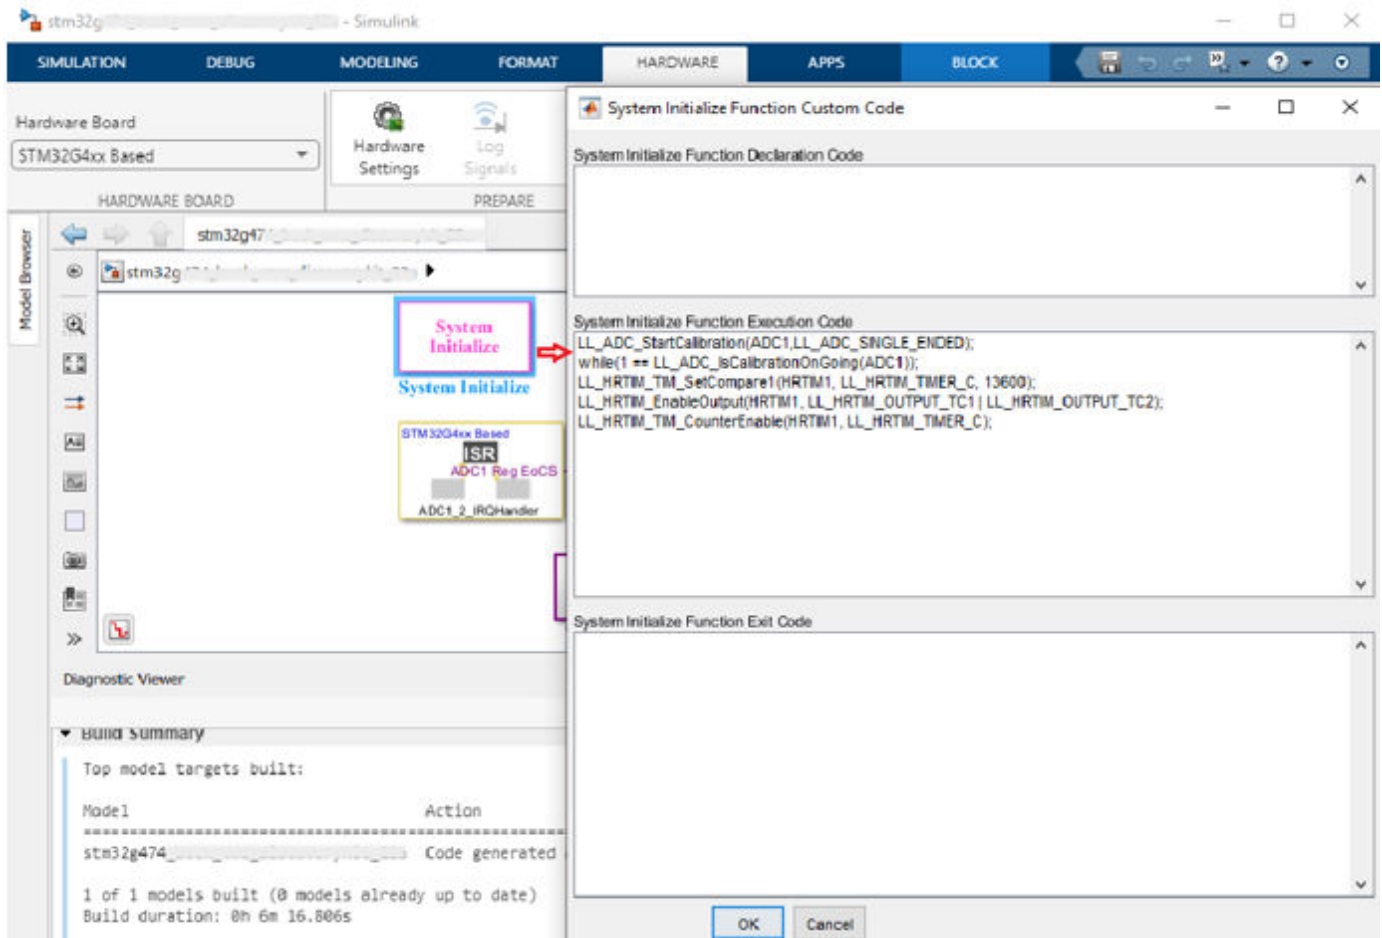 stm32g - Simulink
SIMULATION DEBUG MODELING FORMAT HARDWARE APPS BLOCK
Hardware Board
STM32G4xx Based
HARDWARE BOARD
Hardware
Settings
Log
Signals
PREPARE
Model Browser
stm32g47
stm32g
System
Initialize
System Initialize
STM32G4xx Based
ISR
ADC1 Reg EoCS
ADC1_2_IRQHandler
Diagnostic Viewer
Build Summary
Top model targets built:
Model Action
stm32g474_ Code generated
1 of 1 models built (0 models already up to date)
Build duration: 0h 6m 16.806s
System Initialize Function Custom Code
System Initialize Function Declaration Code
System Initialize Function Execution Code
LL_ADC_StartCalibration(ADC1,LL_ADC_SINGLE_ENDED);
while(1 == LL_ADC_IsCalibrationOnGoing(ADC1));
LL_HRTIM_TIM_SetCompare1(HRTIM1, LL_HRTIM_TIMER_C, 13600);
LL_HRTIM_EnableOutput(HRTIM1, LL_HRTIM_OUTPUT_TC1 | LL_HRTIM_OUTPUT_TC2);
LL_HRTIM_TIM_CounterEnable(HRTIM1, LL_HRTIM_TIMER_C);
System Initialize Function Exit Code
OK Cancel